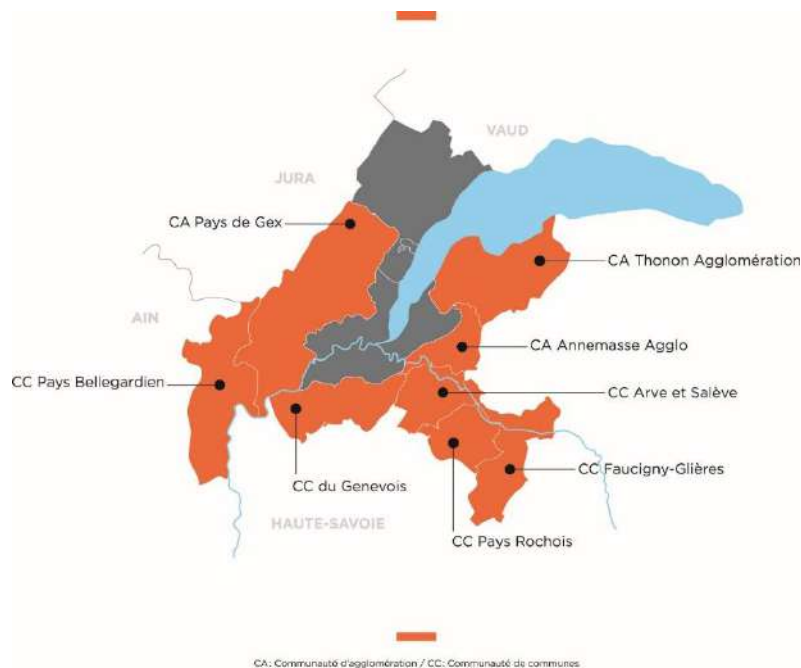 VAUD
JURA
CA Pays de Gex
CA Thonon Agglomération
AIN
CA Annemasse Agglo
CC Pays Bellegardien
CC Arve et Salève
CC Faucigny-Glières
CC du Genevois
HAUTE-SAVOIE
CC Pays Rochois
CA: Communauté d'agglomération / CC: Communauté de communes